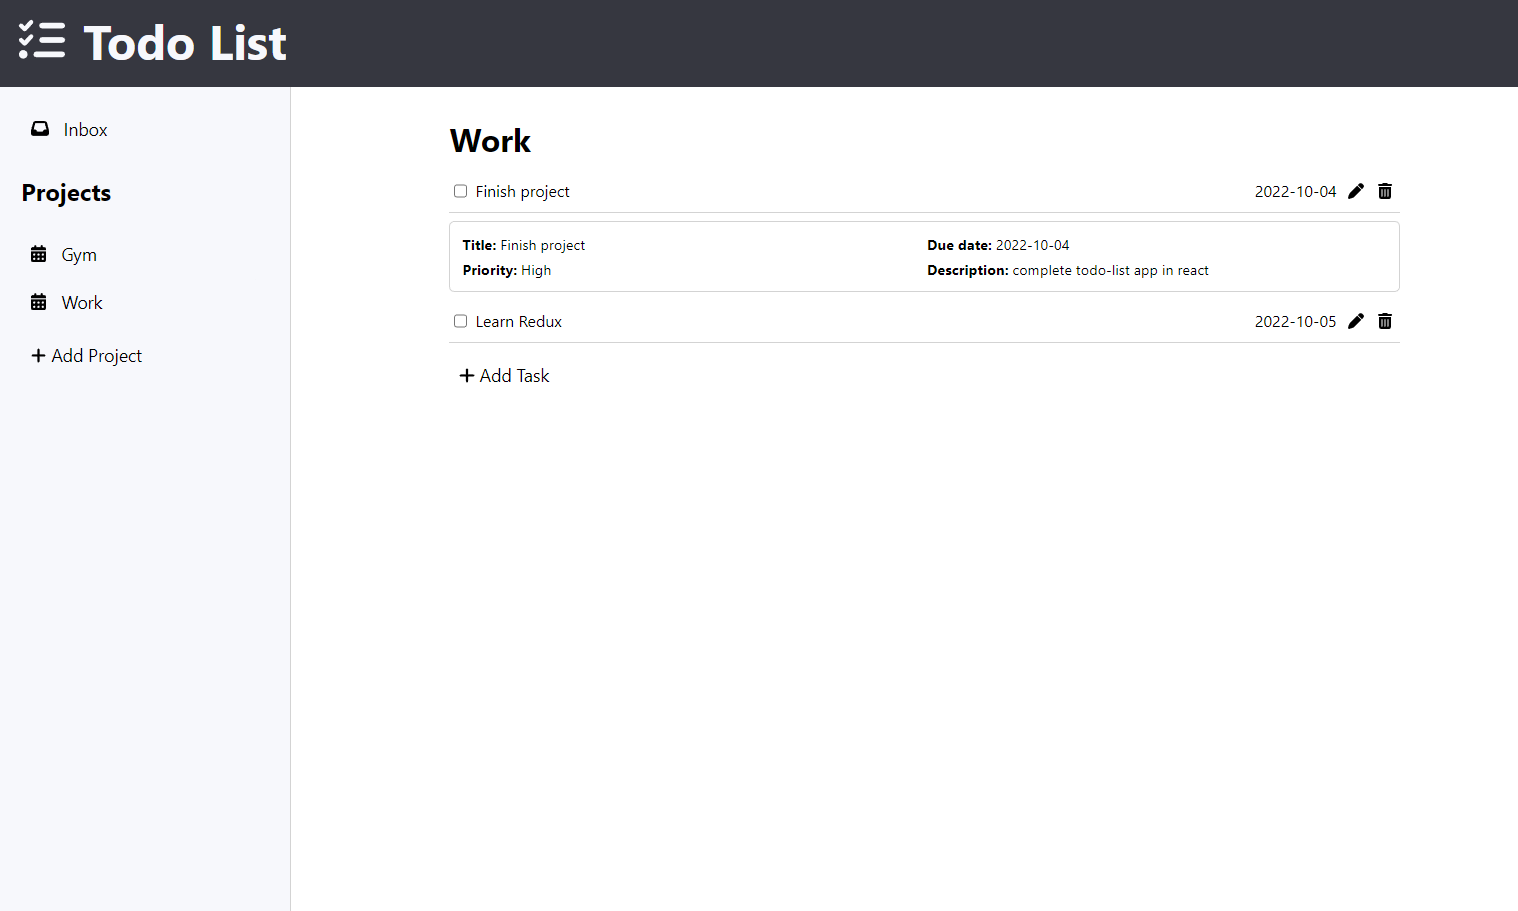 Todo List
Inbox
Projects
Gym
Work
Add Project
Work
Finish project 2022-10-04
Title: Finish project Due date: 2022-10-04
Priority: High Description: complete todo-list app in react
Learn Redux 2022-10-05
Add Task